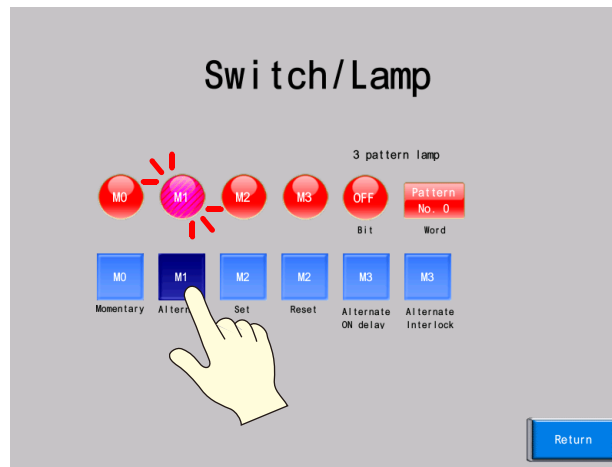 Switch/Lamp
3 pattern lamp
M0 M1 M2 M3 OFF Pattern
No. 0
Bit Word
M0 M1 M2 M2 M3 M3
Momentary Set Reset Alternate Alternate
ON delay Interlock
Return